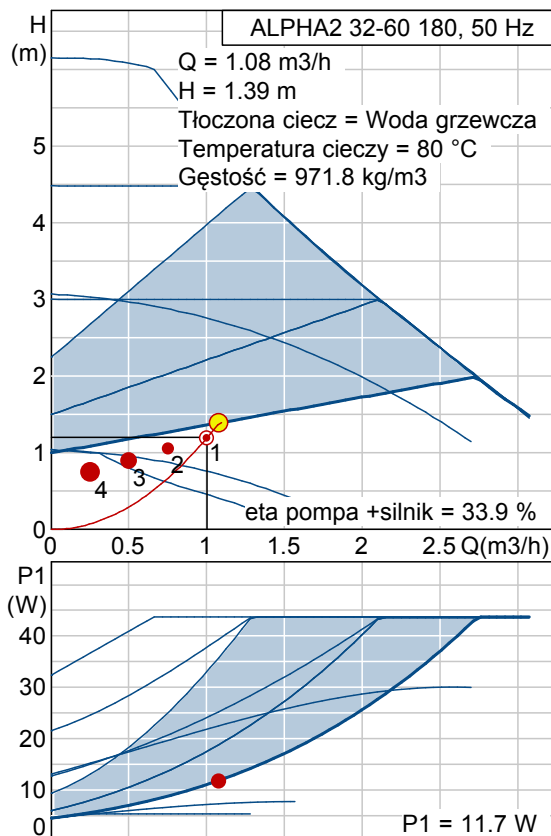 H
(m)
ALPHA2 32-60 180, 50 Hz
Q = 1.08 m3/h
H = 1.39 m
Tłoczona ciecz = Woda grzewcza
Temperatura cieczy = 80 °C
Gęstość = 971.8 kg/m3
5
4
3
2
1
0
1
2
3
4
eta pompa +silnik = 33.9 %
0 0.5 1.0 1.5 2.0 2.5 Q(m3/h)
P1
(W)
40
30
20
10
0
P1 = 11.7 W